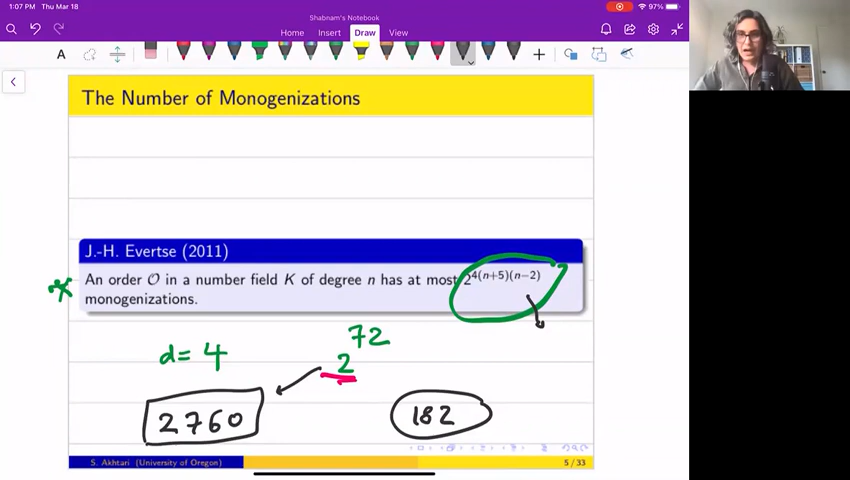 1:07 PM Thu Mar 18
97%
Shabnam's Notebook
Home Insert Draw View
A
The Number of Monogenizations
J.-H. Evertse (2011)
An order O in a number field K of degree n has at most 2^4(n+5)(n−2)
monogenizations.
d= 4
2^72
2760
182
S. Akhtari (University of Oregon)
5 / 33